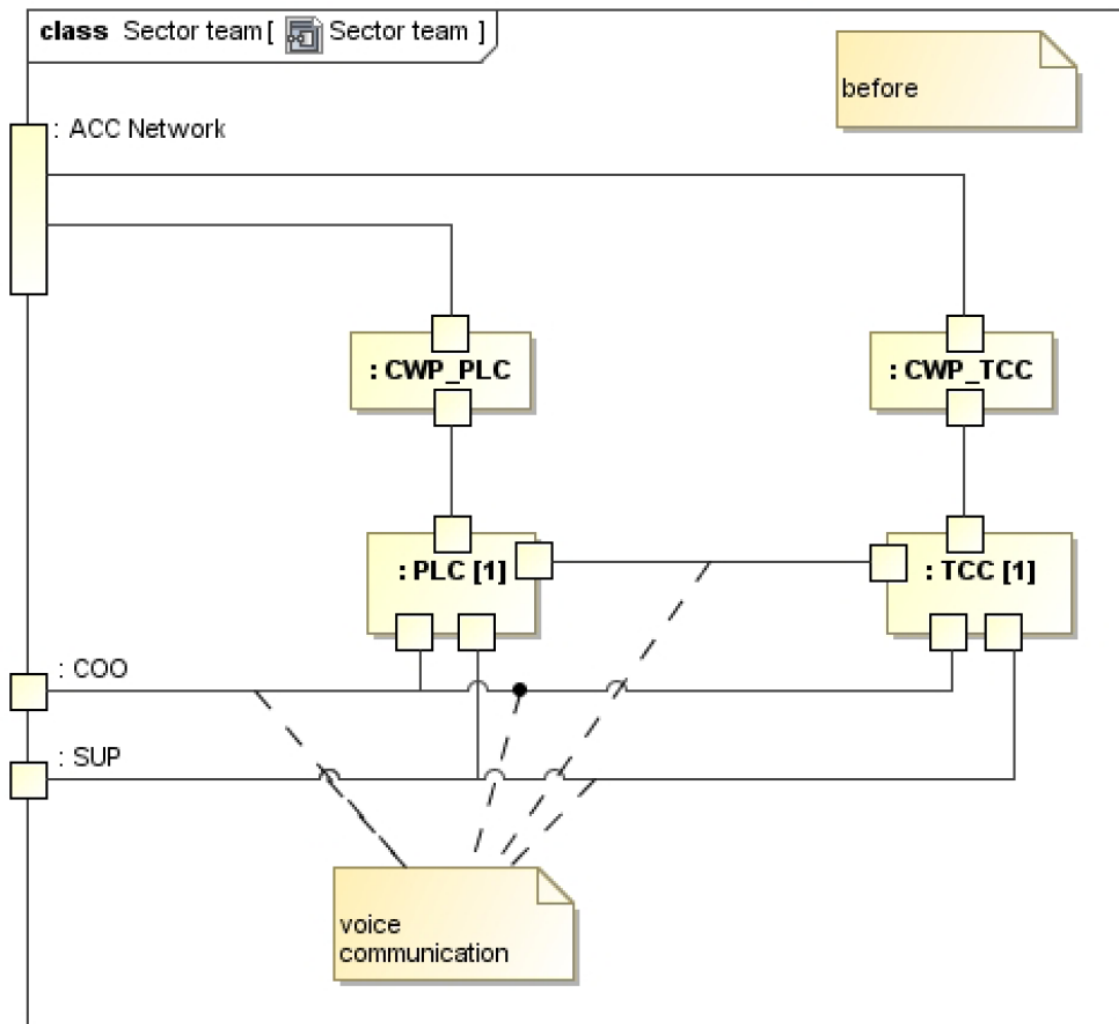 class Sector team [ Sector team ]
before
: ACC Network
: CWP_PLC
: CWP_TCC
: PLC [1]
: TCC [1]
: COO
: SUP
voice
communication